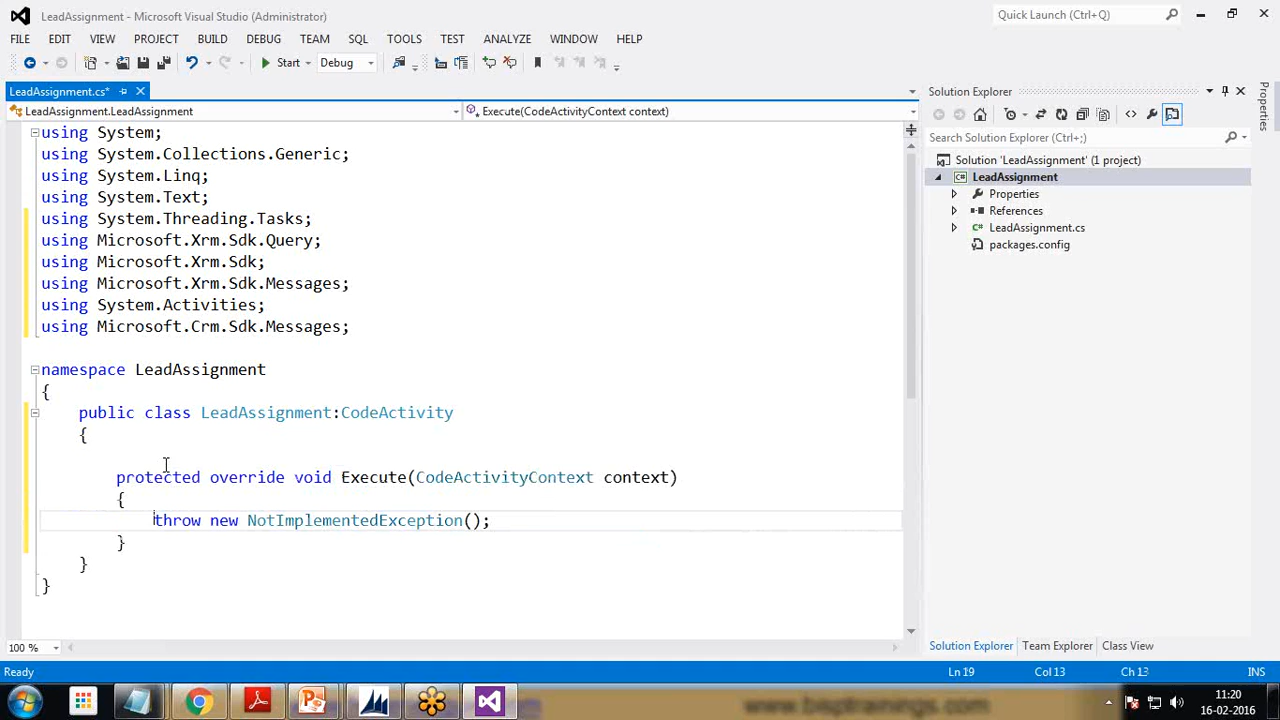 LeadAssignment - Microsoft Visual Studio (Administrator)
Quick Launch (Ctrl+Q)
FILE EDIT VIEW PROJECT BUILD DEBUG TEAM SQL TOOLS TEST ANALYZE WINDOW HELP
Start Debug
LeadAssignment.cs*
LeadAssignment.LeadAssignment
Execute(CodeActivityContext context)
using System;
using System.Collections.Generic;
using System.Linq;
using System.Text;
using System.Threading.Tasks;
using Microsoft.Xrm.Sdk.Query;
using Microsoft.Xrm.Sdk;
using Microsoft.Xrm.Sdk.Messages;
using System.Activities;
using Microsoft.Crm.Sdk.Messages;
namespace LeadAssignment
{
public class LeadAssignment:CodeActivity
{
protected override void Execute(CodeActivityContext context)
{
throw new NotImplementedException();
}
}
}
100 %
Solution Explorer
Search Solution Explorer (Ctrl+;)
Solution 'LeadAssignment' (1 project)
LeadAssignment
Properties
References
LeadAssignment.cs
packages.config
Solution Explorer Team Explorer Class View
Properties
Ready
Ln 19 Col 13 Ch 13 INS
www.bisptrainings.com
11:20
16-02-2016